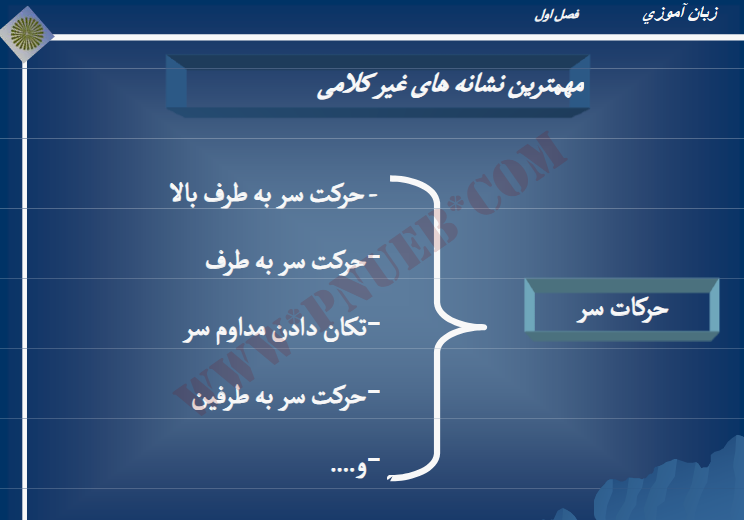 زبان آموزي
فصل اول
مهمترین نشانه های غیر کلامی
حرکات سر
- حرکت سر به طرف بالا
-حرکت سر به طرف
-تکان دادن مداوم سر
-حرکت سر به طرفین
-و....
WWW*PNUEB*COM